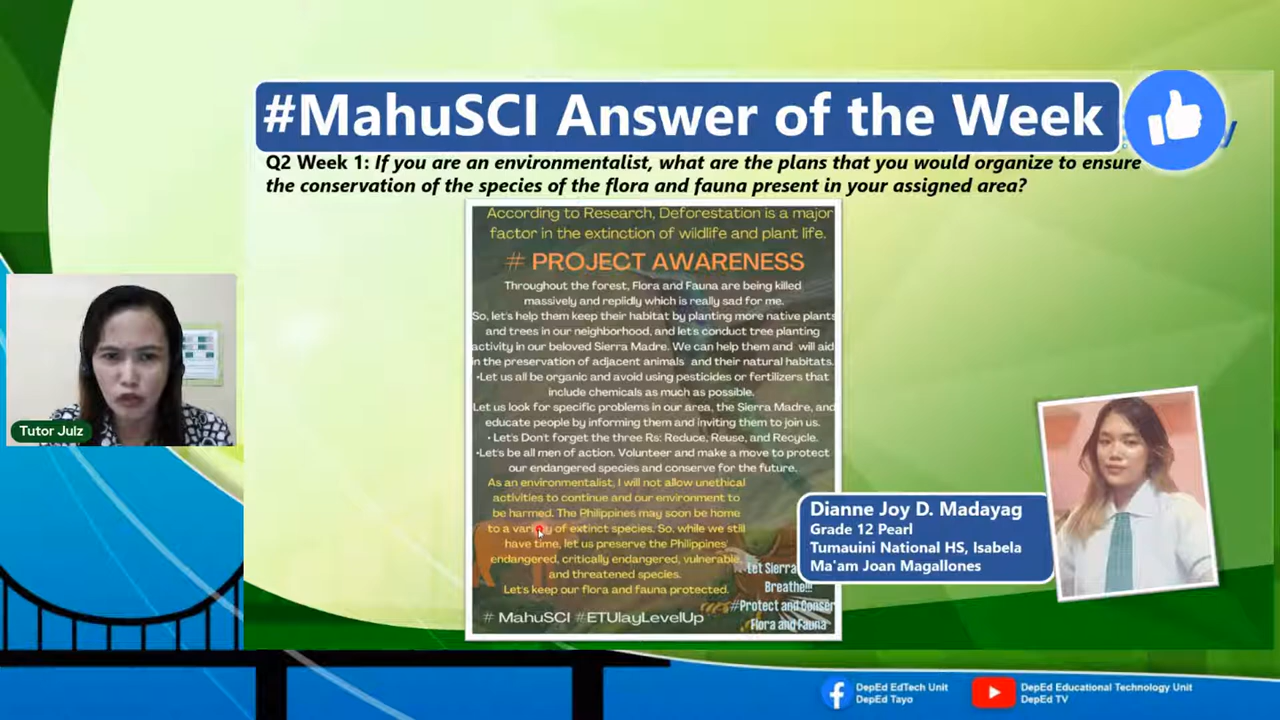 #MahuSCI Answer of the Week
Q2 Week 1: If you are an environmentalist, what are the plans that you would organize to ensure
the conservation of the species of the flora and fauna present in your assigned area?
According to Research, Deforestation is a major
factor in the extinction of wildlife and plant life.
# PROJECT AWARENESS
Throughout the forest, Flora and Fauna are being killed
massively and replidly which is really sad for me.
So, let's help them keep their habitat by planting more native plants
and trees in our neighborhood, and let's conduct tree planting
activity in our beloved Sierra Madre. We can help them and will aid
in the preservation of adjacent animals and their natural habitats.
•Let us all be organic and avoid using pesticides or fertilizers that
include chemicals as much as possible.
Let us look for specific problems in our area, the Sierra Madre, and
educate people by informing them and inviting them to join us.
• Let's Dont forget the three Rs: Reduce, Reuse, and Recycle.
•Let's be all men of action. Volunteer and make a move to protect
our endangered species and conserve for the future.
As an environmentalist, I will not allow unethical
activities to continue and our environment to
be harmed. The Philippines may soon be home
to a variety of extinct species. So, while we still
have time, let us preserve the Philippines'
endangered, critically endangered, vulnerable,
and threatened species.
Let's keep our flora and fauna protected.
Let Sierra
Breathe!!!
#Protect and Conser
Flora and Fauna
# MahuSCI #ETUlayLevelUp
Dianne Joy D. Madayag
Grade 12 Pearl
Tumauini National HS, Isabela
Ma'am Joan Magallones
Tutor Julz
DepEd EdTech Unit
DepEd Tayo
DepEd Educational Technology Unit
DepEd TV